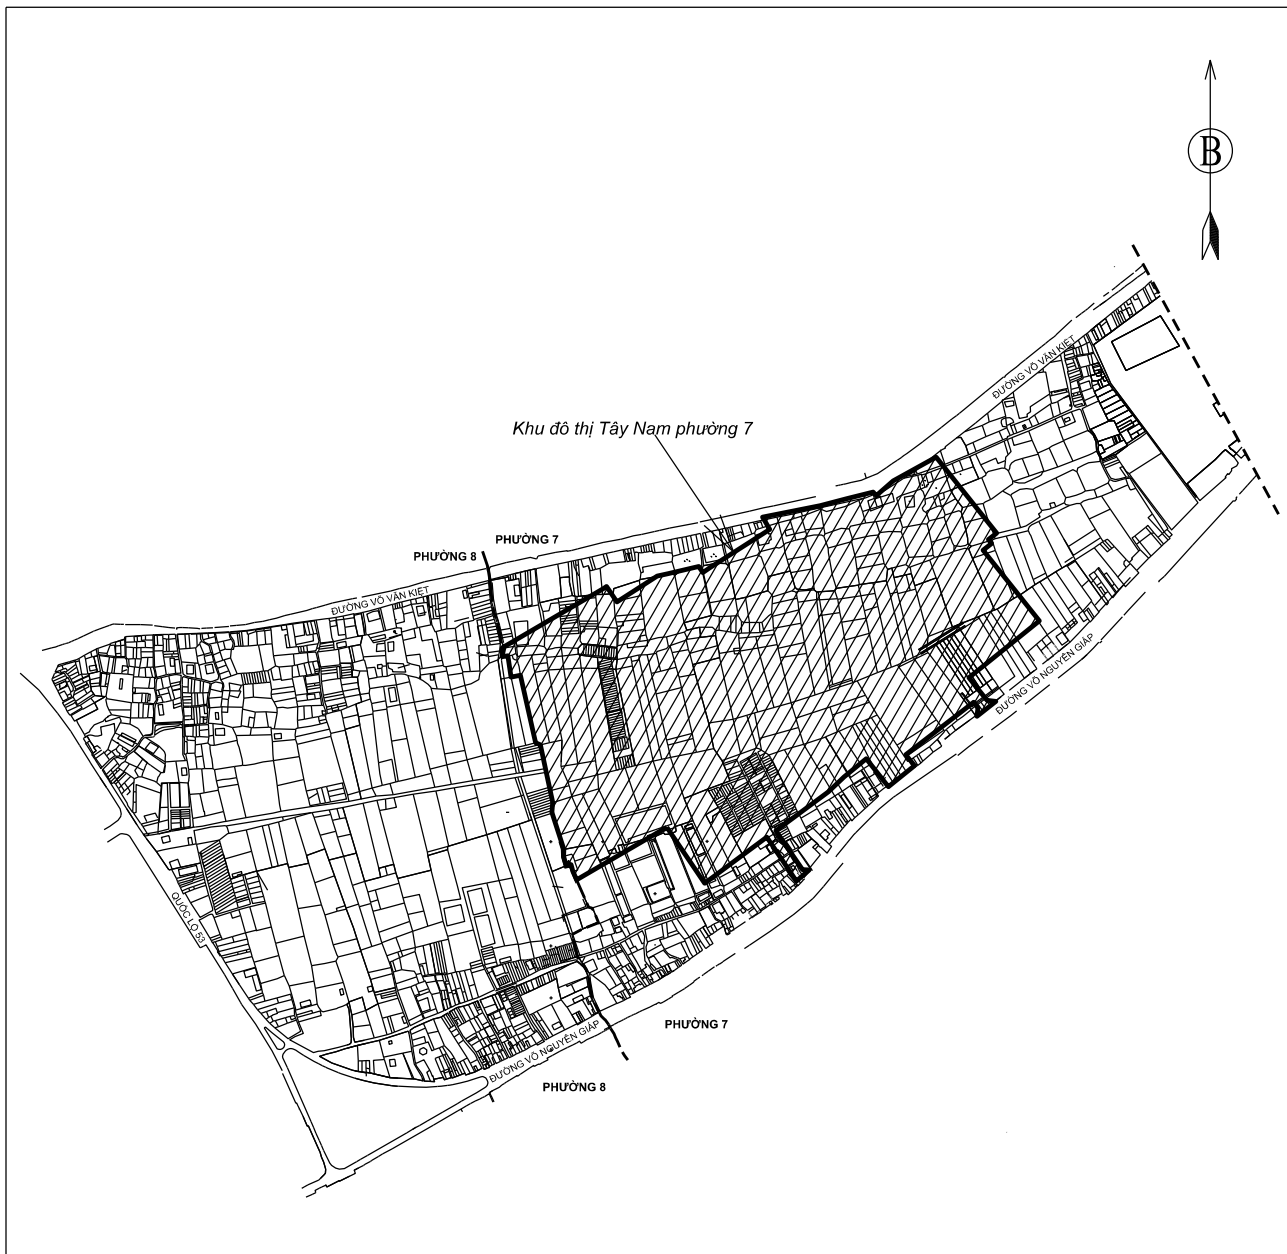 B
ĐƯỜNG VÕ VĂN KIỆT
Khu đô thị Tây Nam phường 7
PHƯỜNG 7
PHƯỜNG 8
ĐƯỜNG VÕ VĂN KIỆT
ĐƯỜNG VÕ NGUYÊN GIÁP
QUỐC LỘ 53
PHƯỜNG 7
ĐƯỜNG VÕ NGUYÊN GIÁP
PHƯỜNG 8